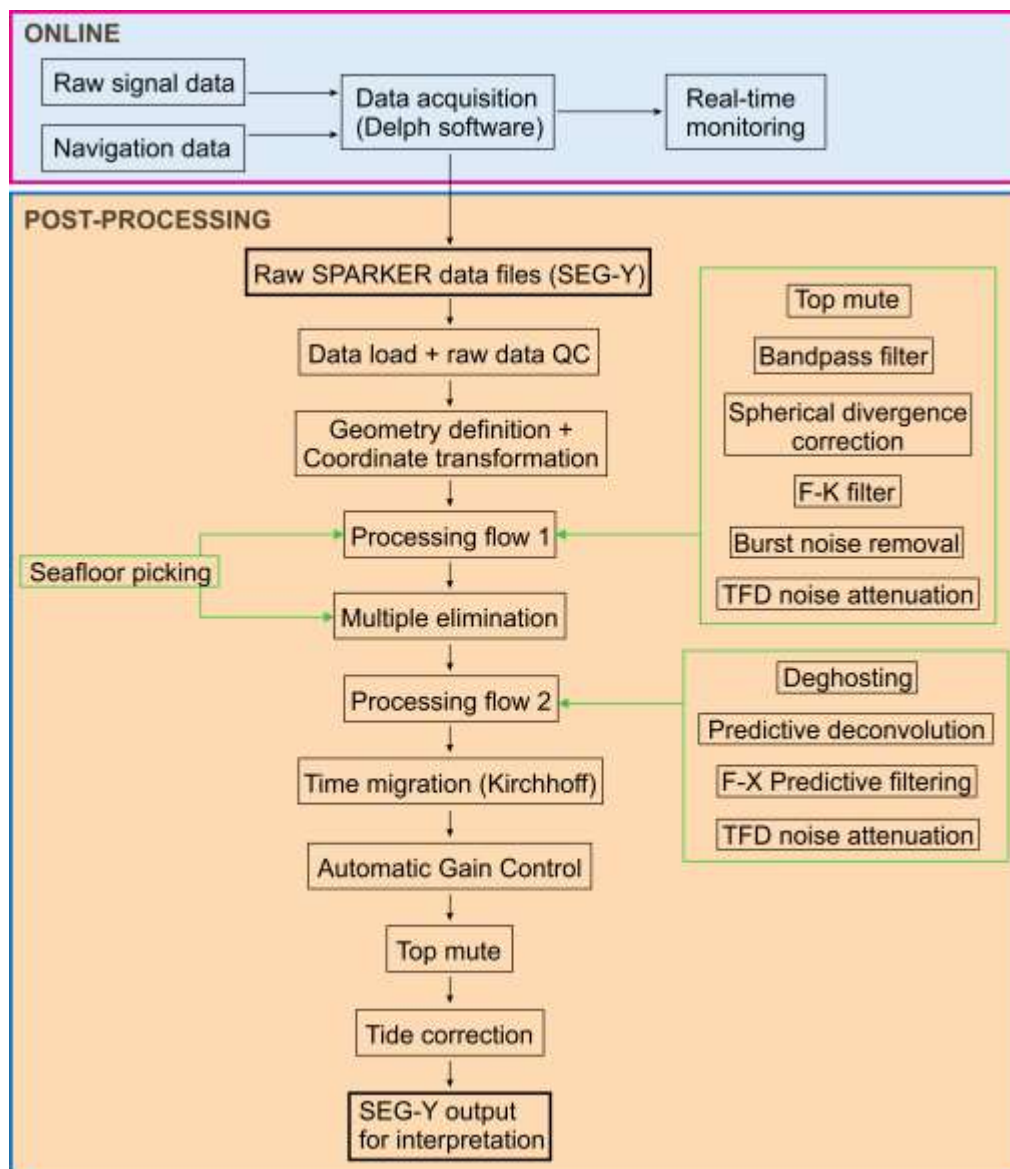 ONLINE
Raw signal data
Navigation data
Data acquisition
(Delph software)
Real-time
monitoring
POST-PROCESSING
Raw SPARKER data files (SEG-Y)
Data load + raw data QC
Geometry definition +
Coordinate transformation
Processing flow 1
Seafloor picking
Multiple elimination
Processing flow 2
Time migration (Kirchhoff)
Automatic Gain Control
Top mute
Tide correction
SEG-Y output
for interpretation
Top mute
Bandpass filter
Spherical divergence
correction
F-K filter
Burst noise removal
TFD noise attenuation
Deghosting
Predictive deconvolution
F-X Predictive filtering
TFD noise attenuation